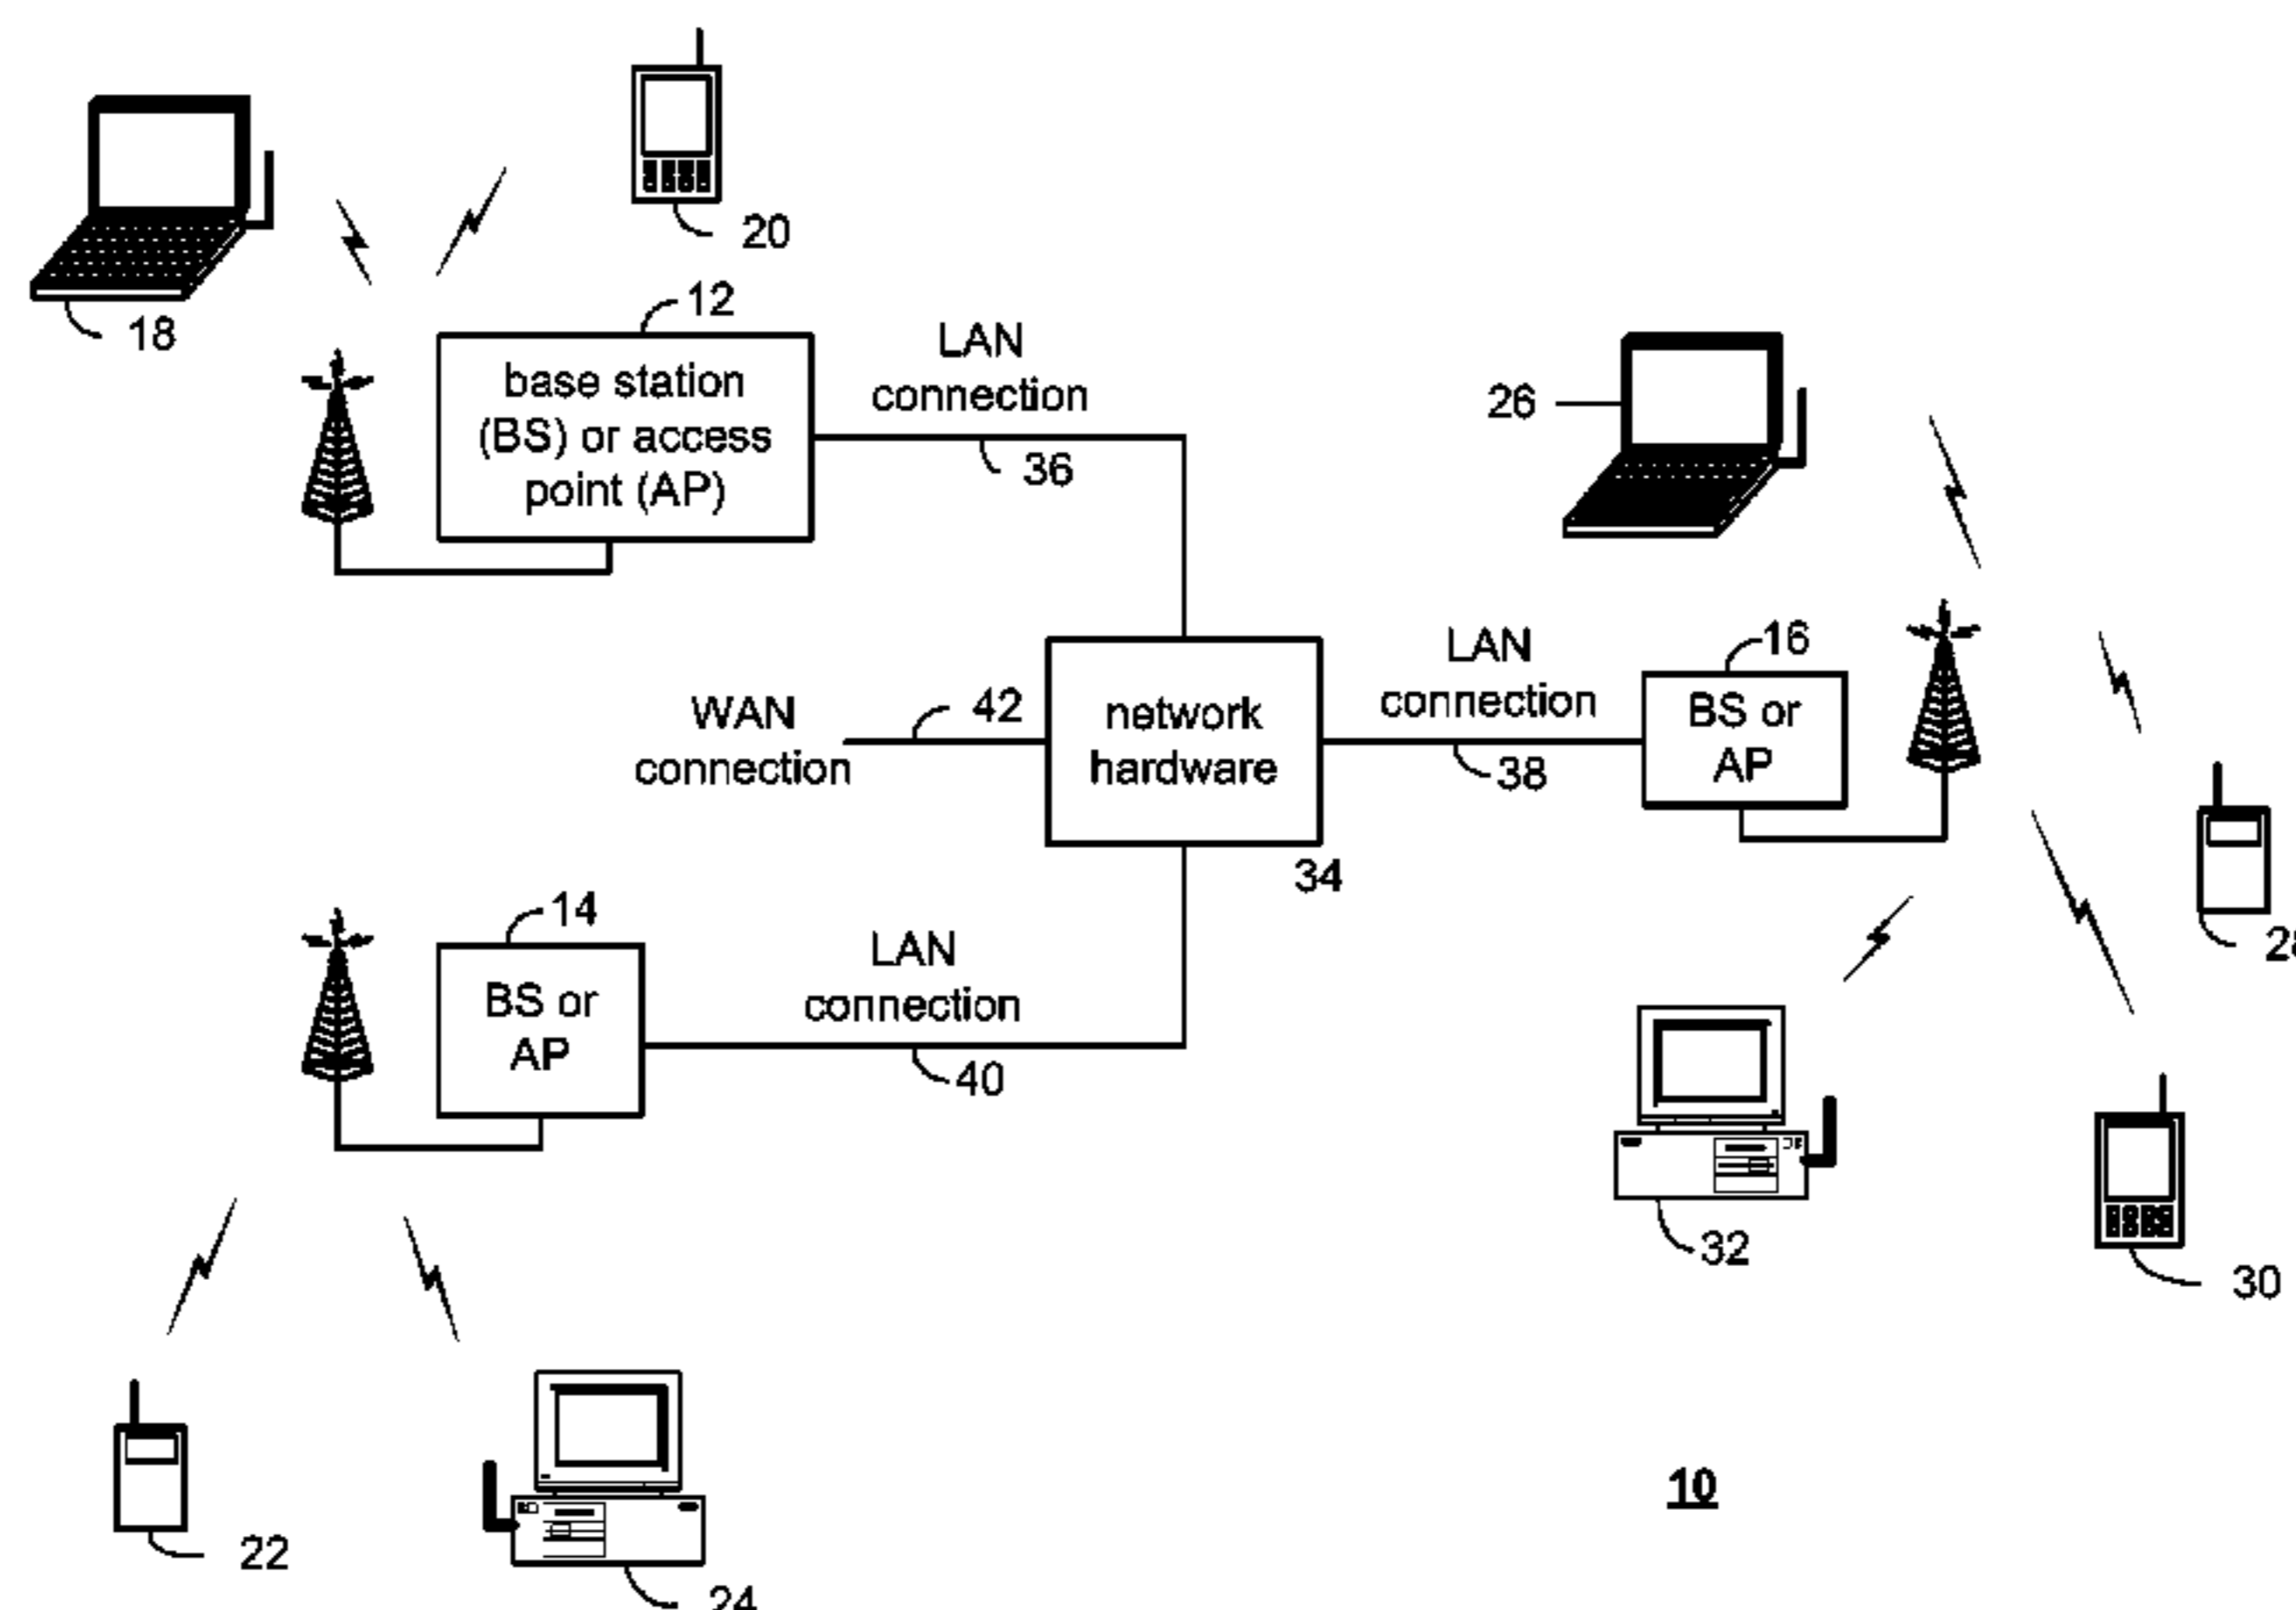 20
18
12
base station
(BS) or access
point (AP)
LAN
connection
36
26
WAN
connection
42
network
hardware
34
LAN
connection
38
16
BS or
AP
28
14
BS or
AP
LAN
connection
40
32
30
22
24
10